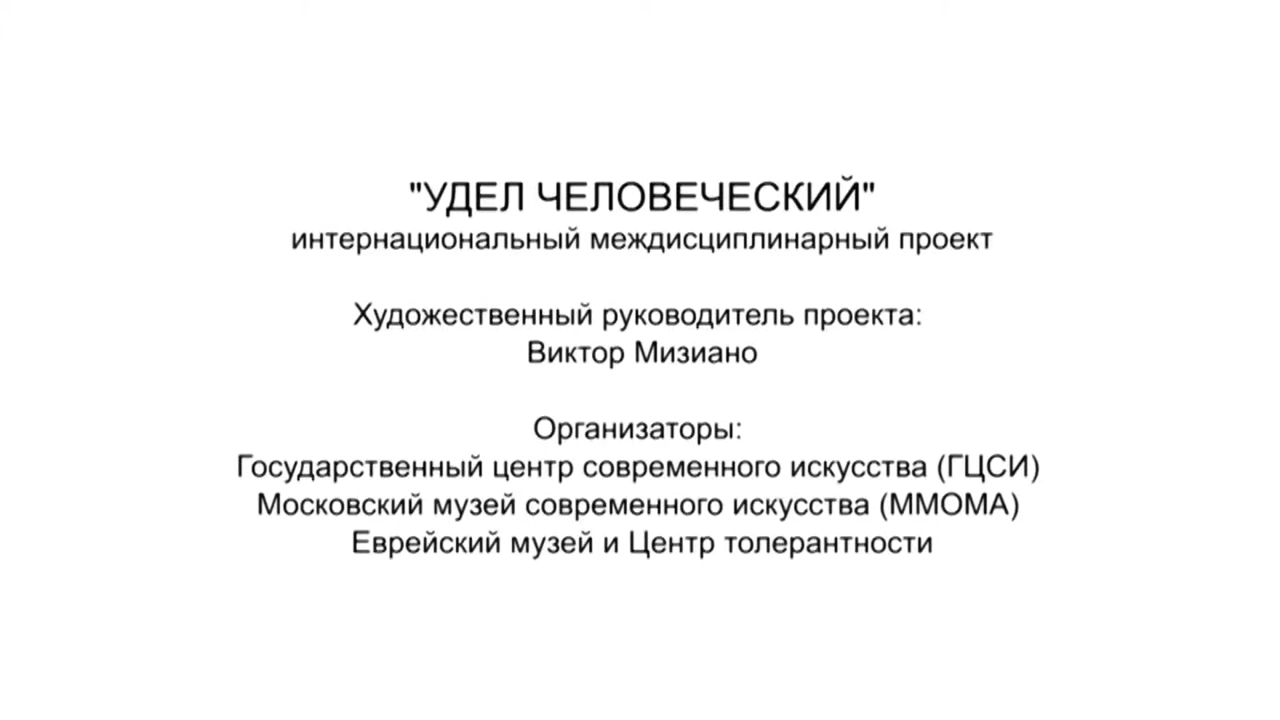 "УДЕЛ ЧЕЛОВЕЧЕСКИЙ"
интернациональный междисциплинарный проект
Художественный руководитель проекта:
Виктор Мизиано
Организаторы:
Государственный центр современного искусства (ГЦСИ)
Московский музей современного искусства (ММОМА)
Еврейский музей и Центр толерантности